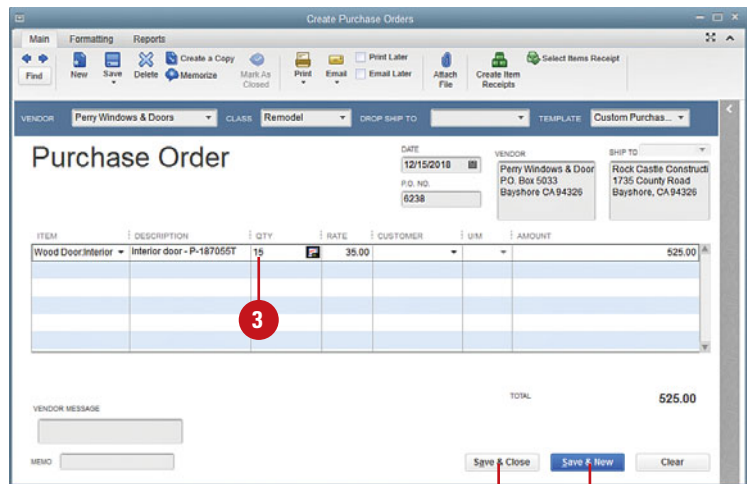 Create Purchase Orders
Main Formatting Reports
Find New Save Delete Create a Copy Memorize Mark As Closed Print Email Print Later Email Later Attach File Create Item Receipts Select Items Receipt
VENDOR Perry Windows & Doors CLASS Remodel DROP SHIP TO TEMPLATE Custom Purchas...
Purchase Order
DATE
12/15/2018
P.O. NO.
6238
VENDOR
Perry Windows & Door
P.O. Box 5033
Bayshore CA 94326
SHIP TO
Rock Castle Constructi
1735 County Road
Bayshore, CA 94326
ITEM DESCRIPTION QTY RATE CUSTOMER U/M AMOUNT
Wood Door:Interior Interior door - P-187055T 15 35.00 525.00
3
TOTAL 525.00
VENDOR MESSAGE
MEMO
Save & Close Save & New Clear